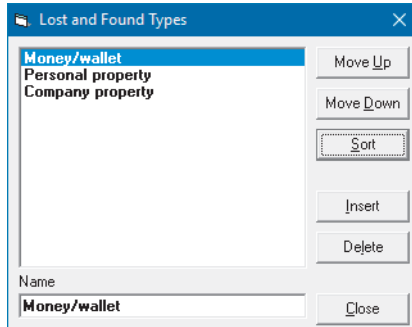 Lost and Found Types
Money/wallet
Personal property
Company property
Move Up
Move Down
Sort
Insert
Delete
Name
Money/wallet
Close